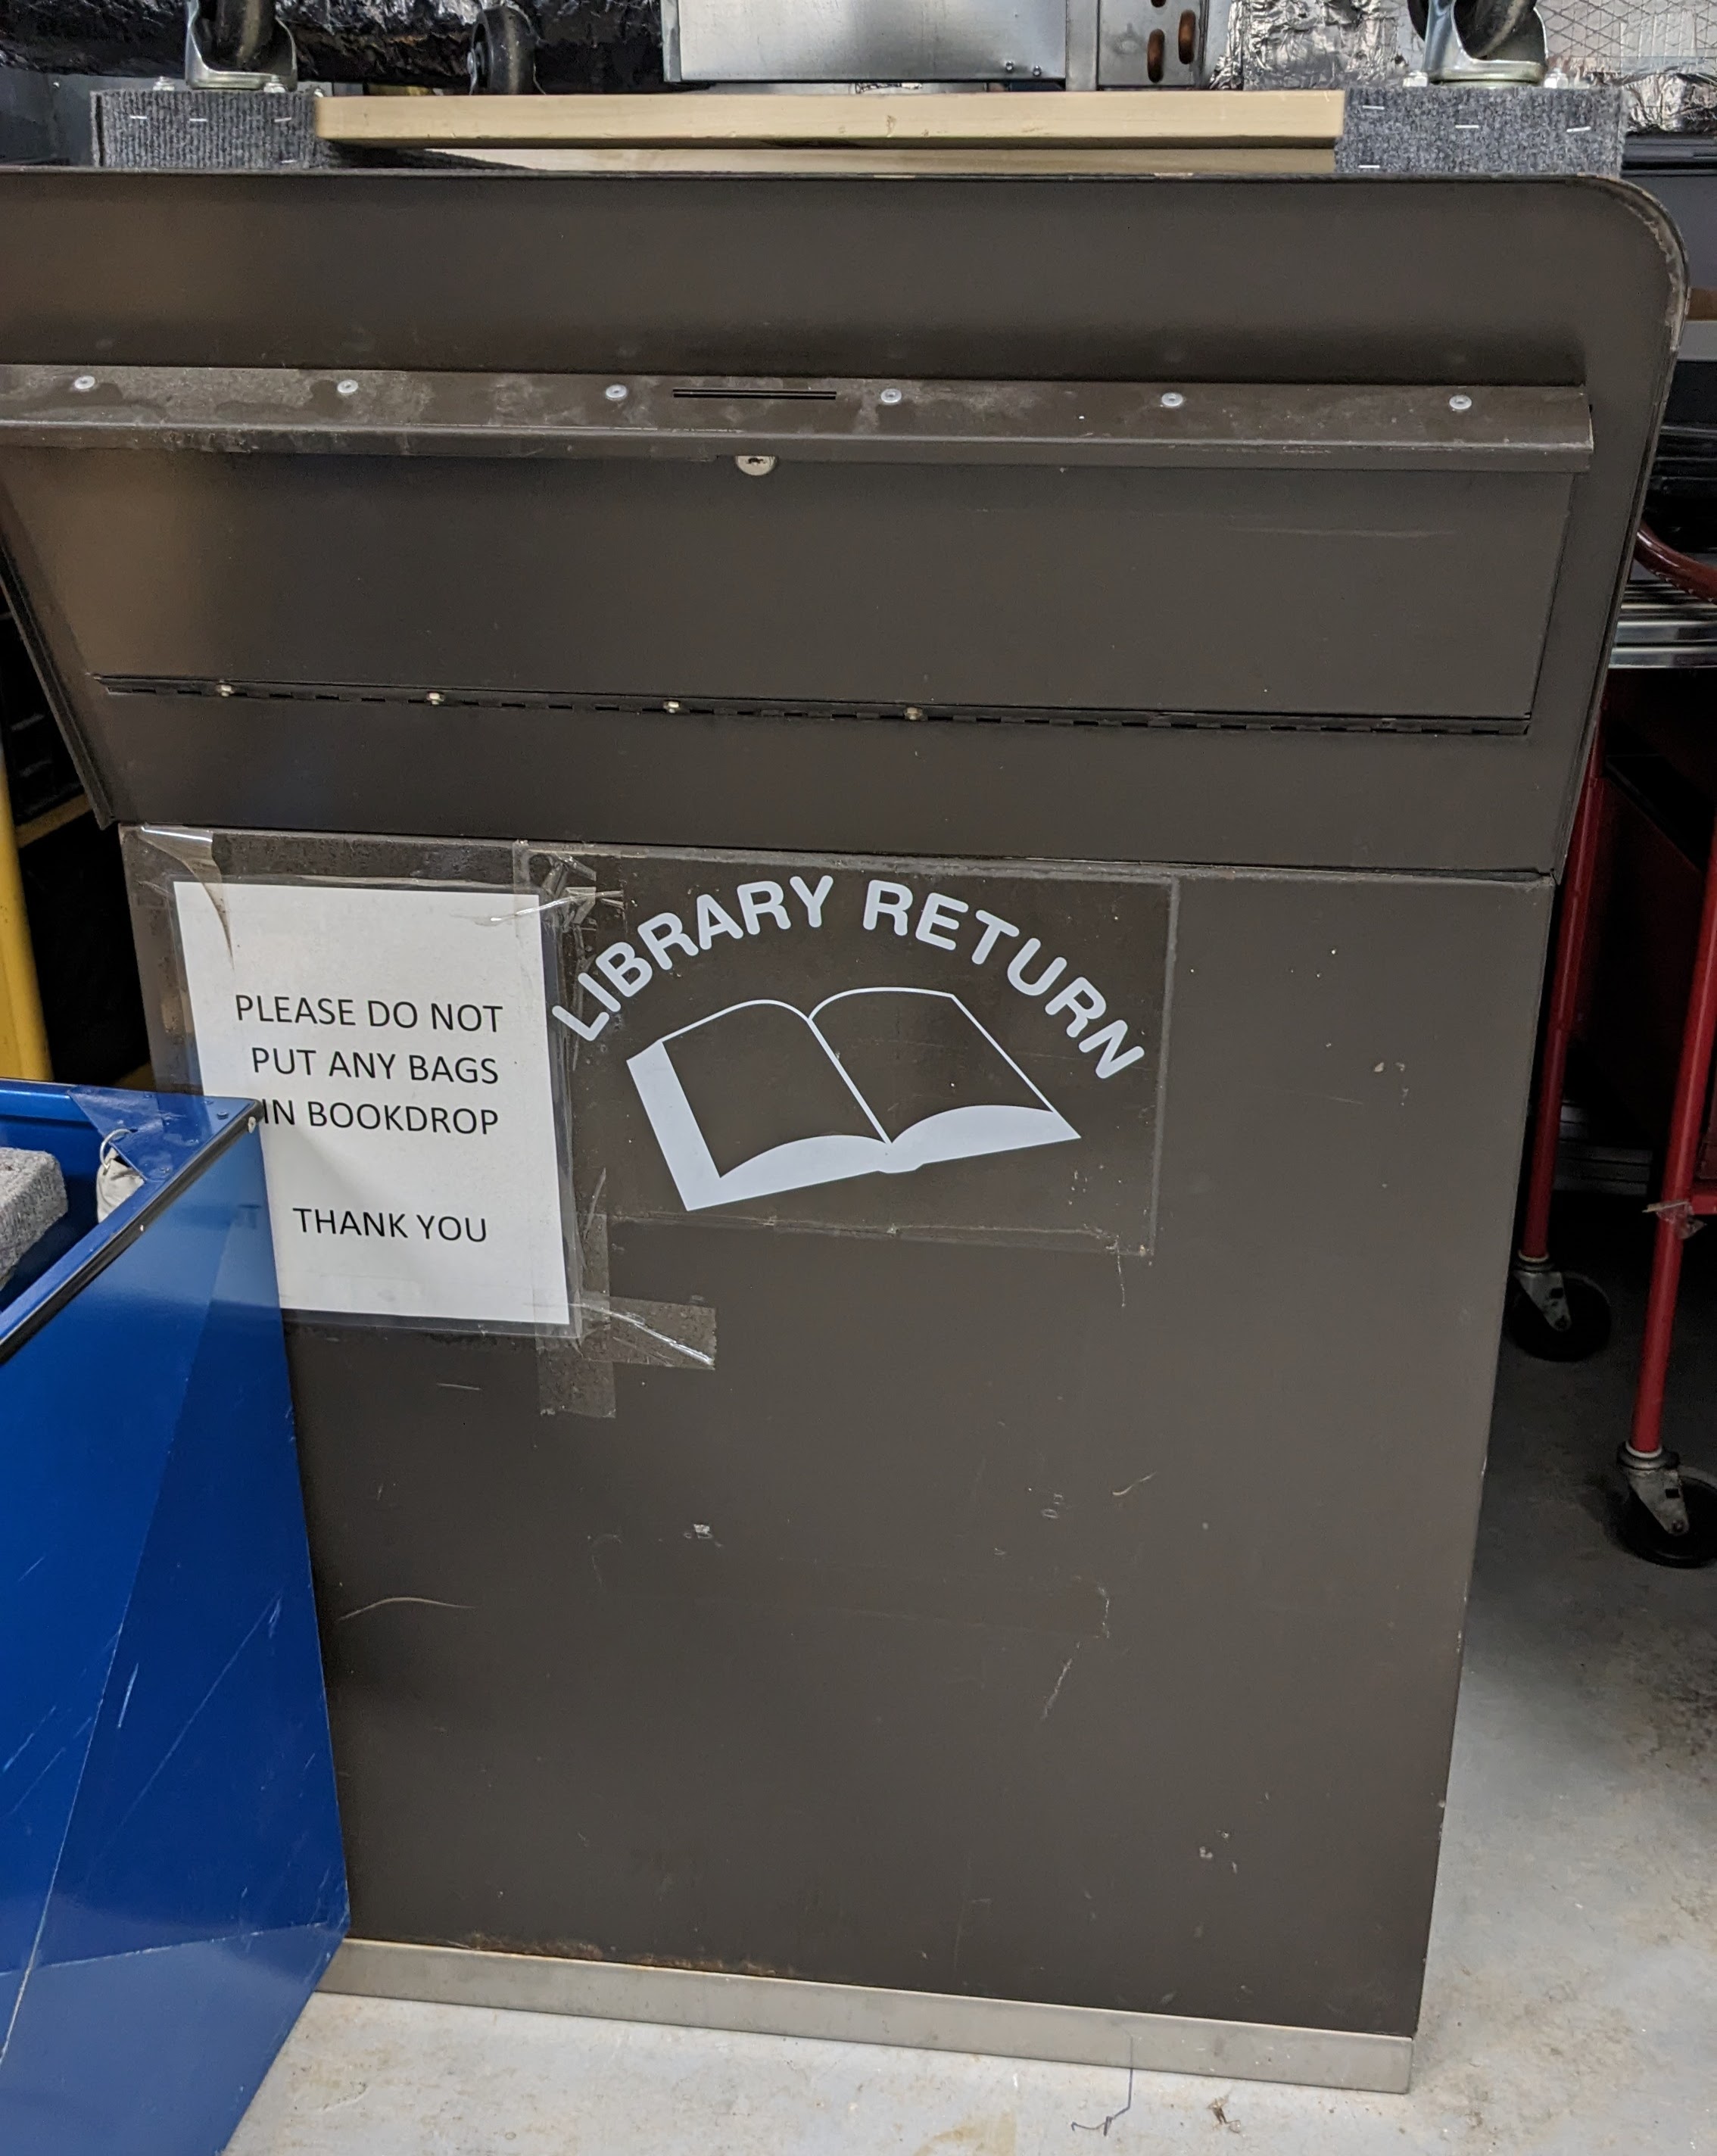 PLEASE DO NOT
PUT ANY BAGS
IN BOOKDROP
THANK YOU
LIBRARY RETURN